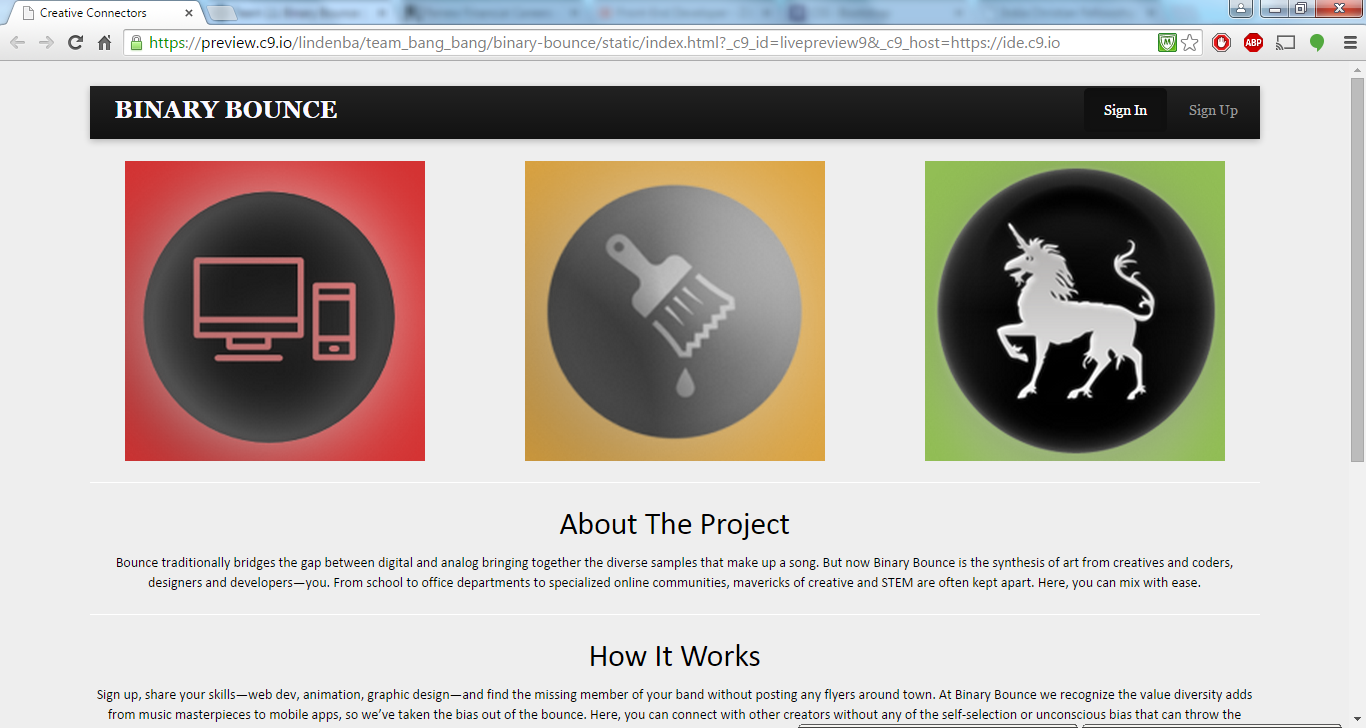 Creative Connectors
https://preview.c9.io/lindenba/team_bang_bang/binary-bounce/static/index.html?_c9_id=livepreview9&_c9_host=https://ide.c9.io
ABP
BINARY BOUNCE
Sign In
Sign Up
About The Project
Bounce traditionally bridges the gap between digital and analog bringing together the diverse samples that make up a song. But now Binary Bounce is the synthesis of art from creatives and coders,
designers and developers—you. From school to office departments to specialized online communities, mavericks of creative and STEM are often kept apart. Here, you can mix with ease.
How It Works
Sign up, share your skills—web dev, animation, graphic design—and find the missing member of your band without posting any flyers around town. At Binary Bounce we recognize the value diversity adds
from music masterpieces to mobile apps, so we've taken the bias out of the bounce. Here, you can connect with other creators without any of the self-selection or unconscious bias that can throw the